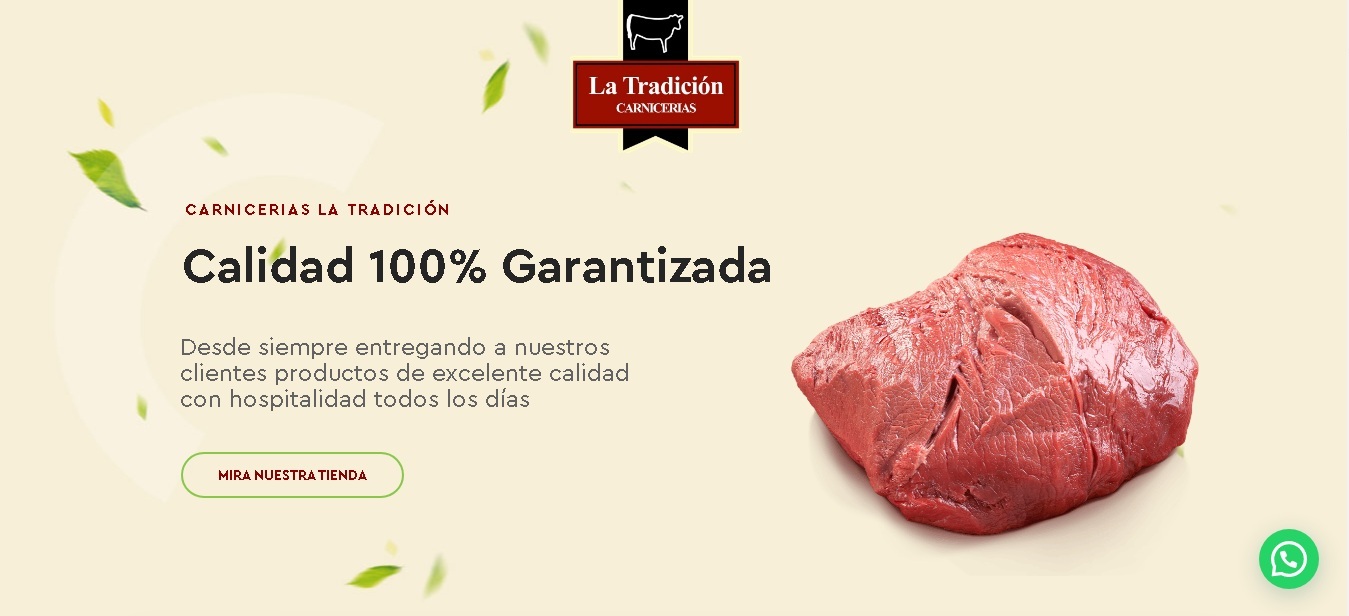 La Tradición
CARNICERIAS
CARNICERIAS LA TRADICIÓN
Calidad 100% Garantizada
Desde siempre entregando a nuestros
clientes productos de excelente calidad
con hospitalidad todos los días
MIRA NUESTRA TIENDA